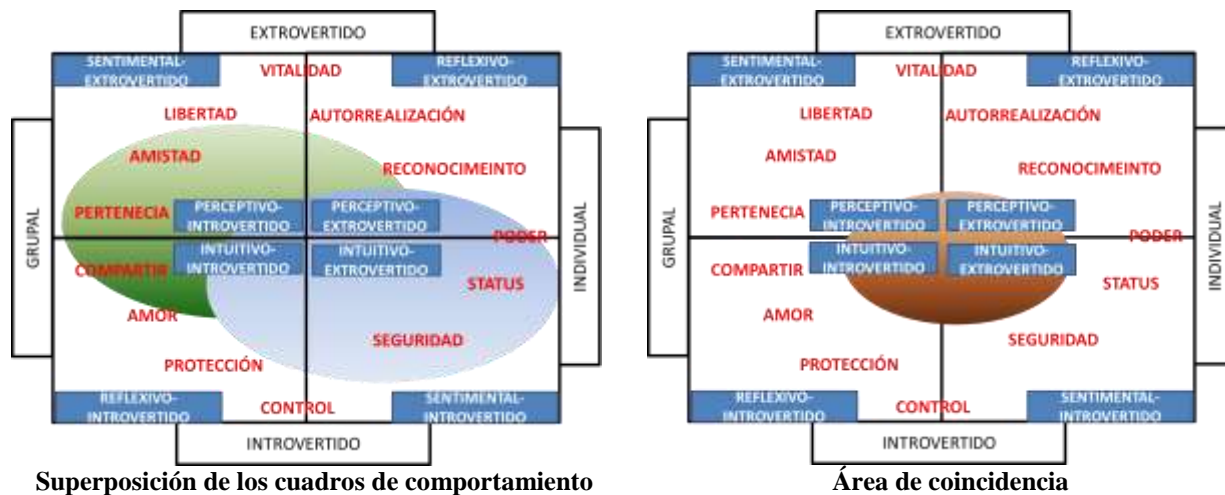 EXTROVERTIDO
SENTIMENTAL-
EXTROVERTIDO
VITALIDAD
REFLEXIVO-
EXTROVERTIDO
LIBERTAD
AUTORREALIZACIÓN
AMISTAD
RECONOCIMEINTO
GRUPAL
PERTENECIA
PERCEPTIVO-
INTROVERTIDO
PERCEPTIVO-
EXTROVERTIDO
PODER
INDIVIDUAL
COMPARTIR
INTUITIVO-
INTROVERTIDO
INTUITIVO-
EXTROVERTIDO
STATUS
AMOR
SEGURIDAD
PROTECCIÓN
REFLEXIVO-
INTROVERTIDO
CONTROL
SENTIMENTAL-
INTROVERTIDO
INTROVERTIDO
Superposición de los cuadros de comportamiento
EXTROVERTIDO
SENTIMENTAL-
EXTROVERTIDO
VITALIDAD
REFLEXIVO-
EXTROVERTIDO
LIBERTAD
AUTORREALIZACIÓN
AMISTAD
RECONOCIMEINTO
GRUPAL
PERTENECIA
PERCEPTIVO-
INTROVERTIDO
PERCEPTIVO-
EXTROVERTIDO
PODER
INDIVIDUAL
COMPARTIR
INTUITIVO-
INTROVERTIDO
INTUITIVO-
EXTROVERTIDO
STATUS
AMOR
SEGURIDAD
PROTECCIÓN
REFLEXIVO-
INTROVERTIDO
CONTROL
SENTIMENTAL-
INTROVERTIDO
INTROVERTIDO
Área de coincidencia